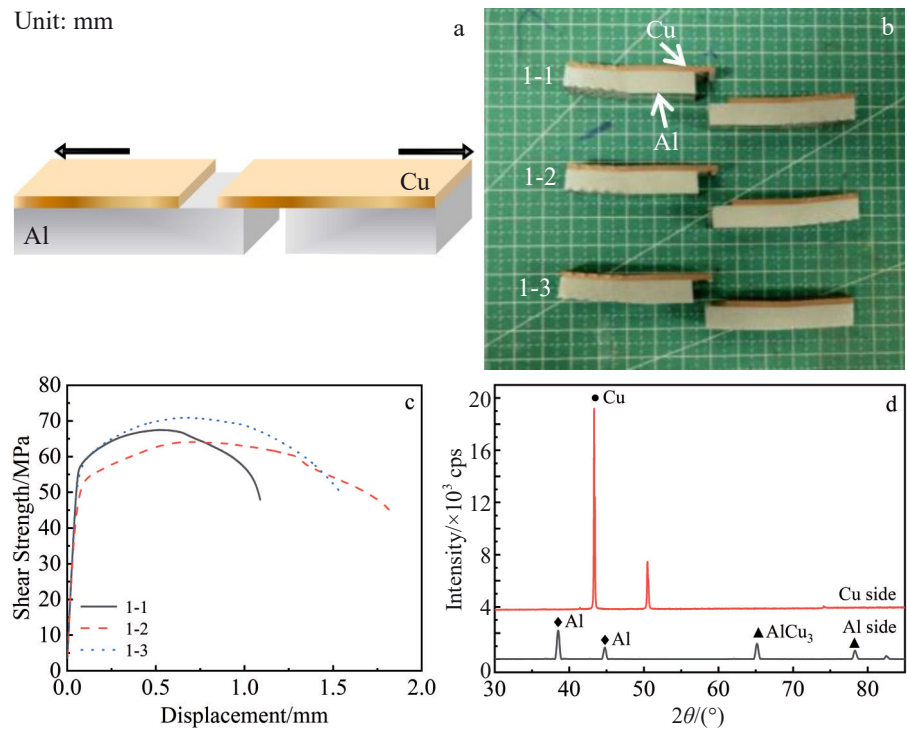 Unit: mm
a
Cu
Al
b
Cu
1-1
Al
1-2
1-3
c
80
70
60
50
40
30
20
10
0
0.0 0.5 1.0 1.5 2.0
Shear Strength/MPa
Displacement/mm
1-1
1-2
1-3
d
20
16
12
8
4
0
30 40 50 60 70 80
Intensity/×10³ cps
2θ/(°)
● Cu
Cu side
◆ Al
◆ Al
▲ AlCu₃
Al side
▲